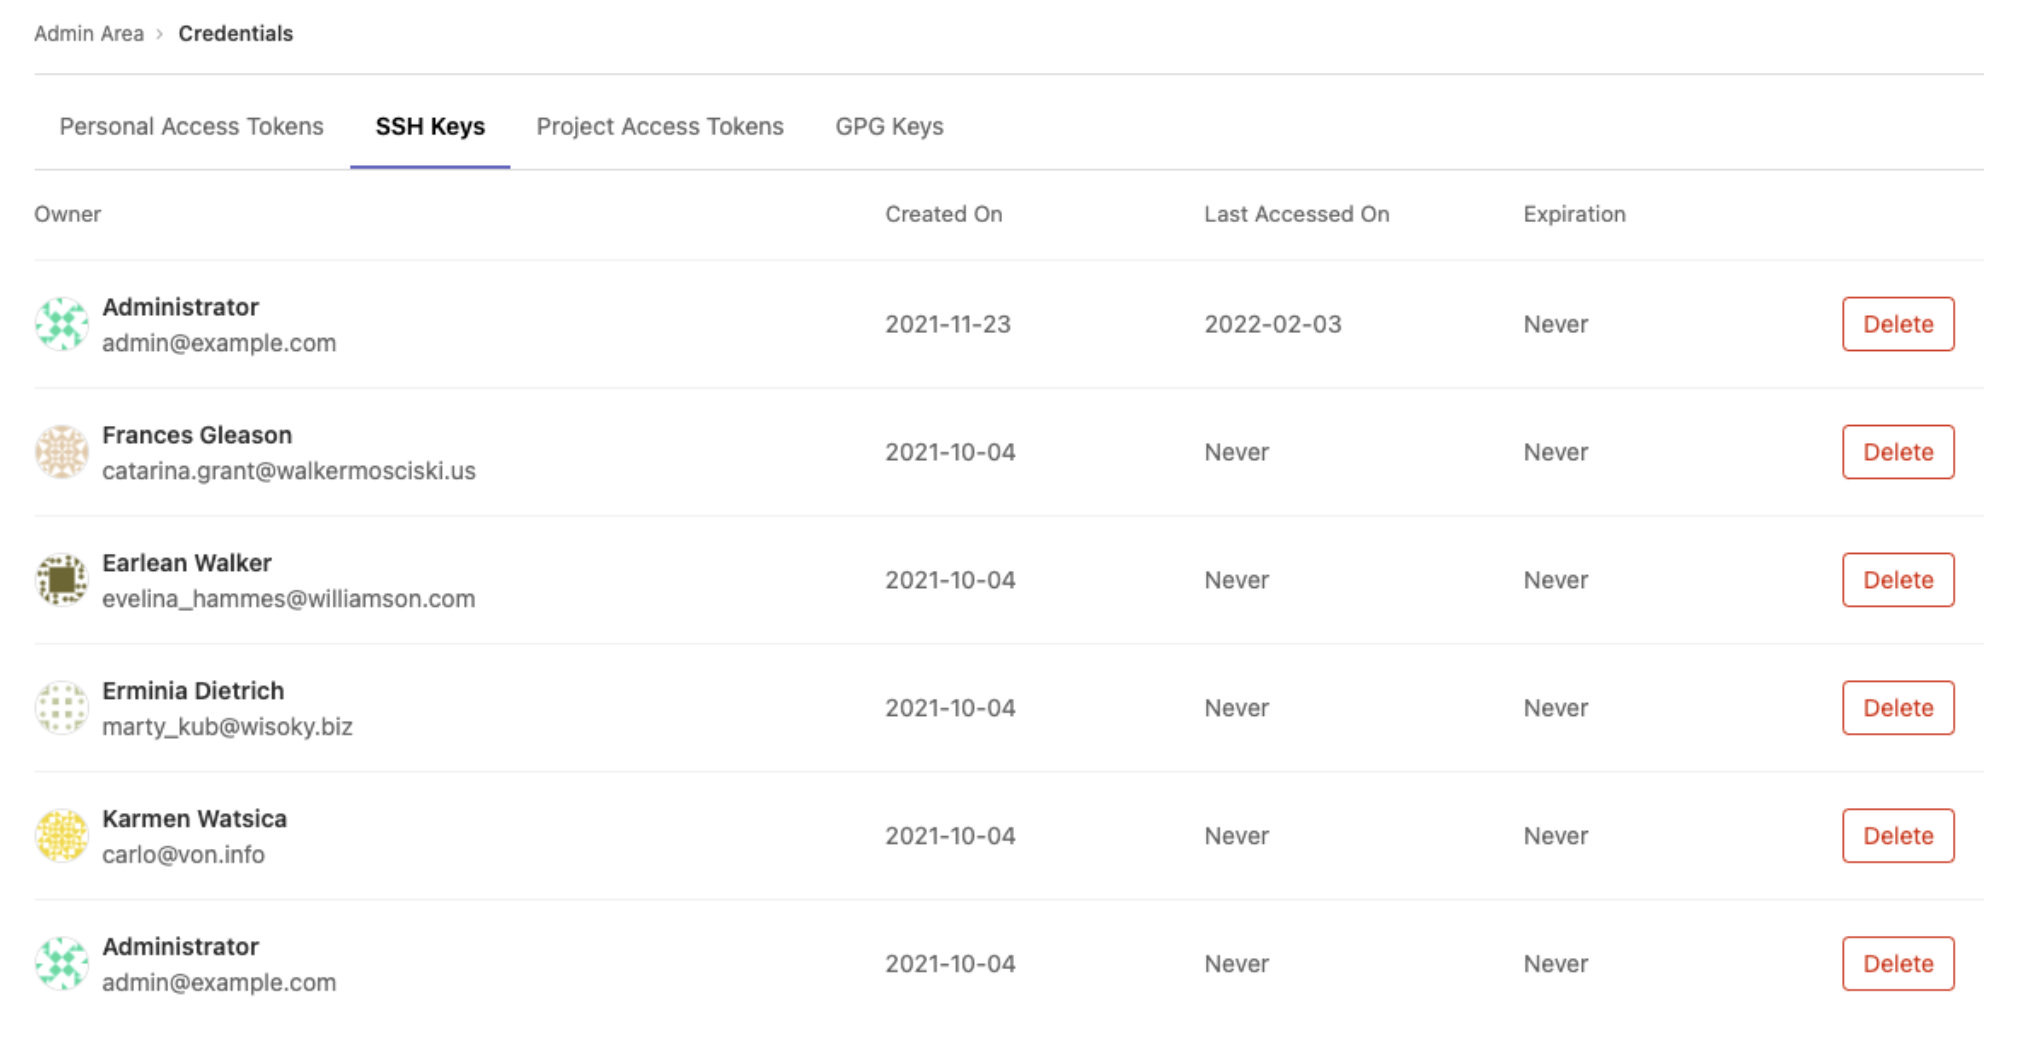 Admin Area › Credentials
Personal Access Tokens SSH Keys Project Access Tokens GPG Keys
Owner Created On Last Accessed On Expiration
Administrator
admin@example.com
2021-11-23 2022-02-03 Never Delete
Frances Gleason
catarina.grant@walkermosciski.us
2021-10-04 Never Never Delete
Earlean Walker
evelina_hammes@williamson.com
2021-10-04 Never Never Delete
Erminia Dietrich
marty_kub@wisoky.biz
2021-10-04 Never Never Delete
Karmen Watsica
carlo@von.info
2021-10-04 Never Never Delete
Administrator
admin@example.com
2021-10-04 Never Never Delete